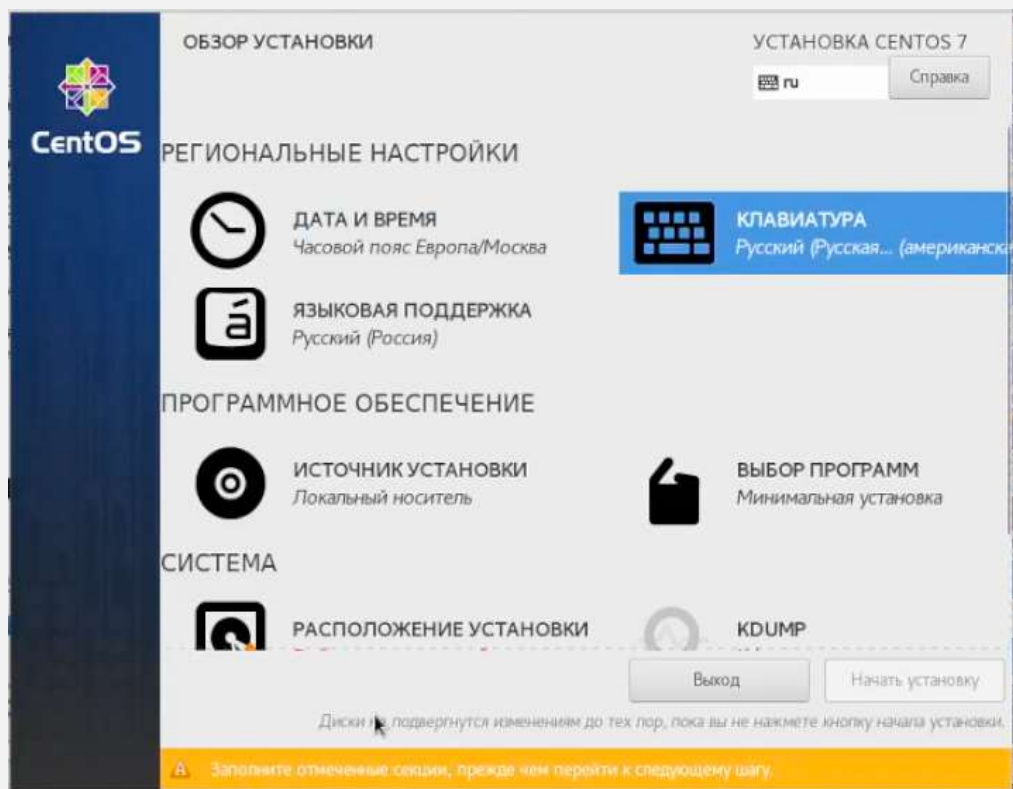 ОБЗОР УСТАНОВКИ
УСТАНОВКА CENTOS 7
ru
Справка
CentOS
РЕГИОНАЛЬНЫЕ НАСТРОЙКИ
ДАТА И ВРЕМЯ
Часовой пояс Европа/Москва
КЛАВИАТУРА
Русский (Русская... (американска
ЯЗЫКОВАЯ ПОДДЕРЖКА
Русский (Россия)
ПРОГРАММНОЕ ОБЕСПЕЧЕНИЕ
ИСТОЧНИК УСТАНОВКИ
Локальный носитель
ВЫБОР ПРОГРАММ
Минимальная установка
СИСТЕМА
РАСПОЛОЖЕНИЕ УСТАНОВКИ
KDUMP
Выход
Начать установку
Диски не подвергнутся изменениям до тех пор, пока вы не нажмете кнопку начала установки.
Заполните отмеченные секции, прежде чем перейти к следующему шагу.